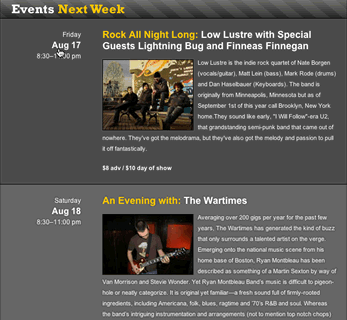 Events Next Week
Friday
Aug 17
8:30–11:00 pm
Rock All Night Long: Low Lustre with Special
Guests Lightning Bug and Finneas Finnegan
Low Lustre is the indie rock quartet of Nate Borgen
(vocals/guitar), Matt Lein (bass), Mark Rode (drums)
and Dan Haselbauer (Keyboards). The band is
originally from Minneapolis, Minnesota but as of
September 1st of this year call Brooklyn, New York
home.They sound like early, "I Will Follow"-era U2,
that grandstanding semi-punk band that came out of
nowhere. They've got the melodrama, but they've also got the melody and passion to pull
it off fantastically.
$8 adv / $10 day of show
Saturday
Aug 18
8:30–11:00 pm
An Evening with: The Wartimes
Averaging over 200 gigs per year for the past few
years, The Wartimes has generated the kind of buzz
that only surrounds a talented artist on the verge.
Emerging onto the national music scene from his
home base of Boston, Ryan Montbleau has been
described as something of a Martin Sexton by way of
Van Morrison and Stevie Wonder. Yet Ryan Montbleau Band's music is difficult to pigeon-
hole or neatly categorize. It is original yet familiar—a fresh sound full of firmly-rooted
ingredients, including Americana, folk, blues, ragtime and '70's R&B and soul. Whereas
the band's intriguing instrumentation and arrangements (not to mention top notch chops)